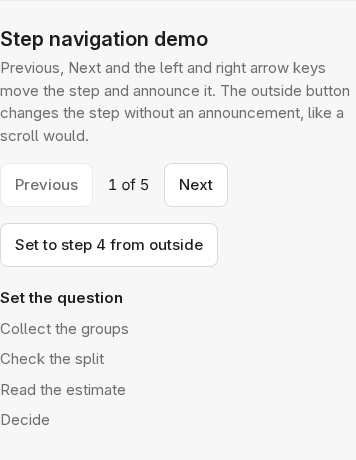 Step navigation demo
Previous, Next and the left and right arrow keys
move the step and announce it. The outside button
changes the step without an announcement, like a
scroll would.
Previous 1 of 5 Next
Set to step 4 from outside
Set the question
Collect the groups
Check the split
Read the estimate
Decide